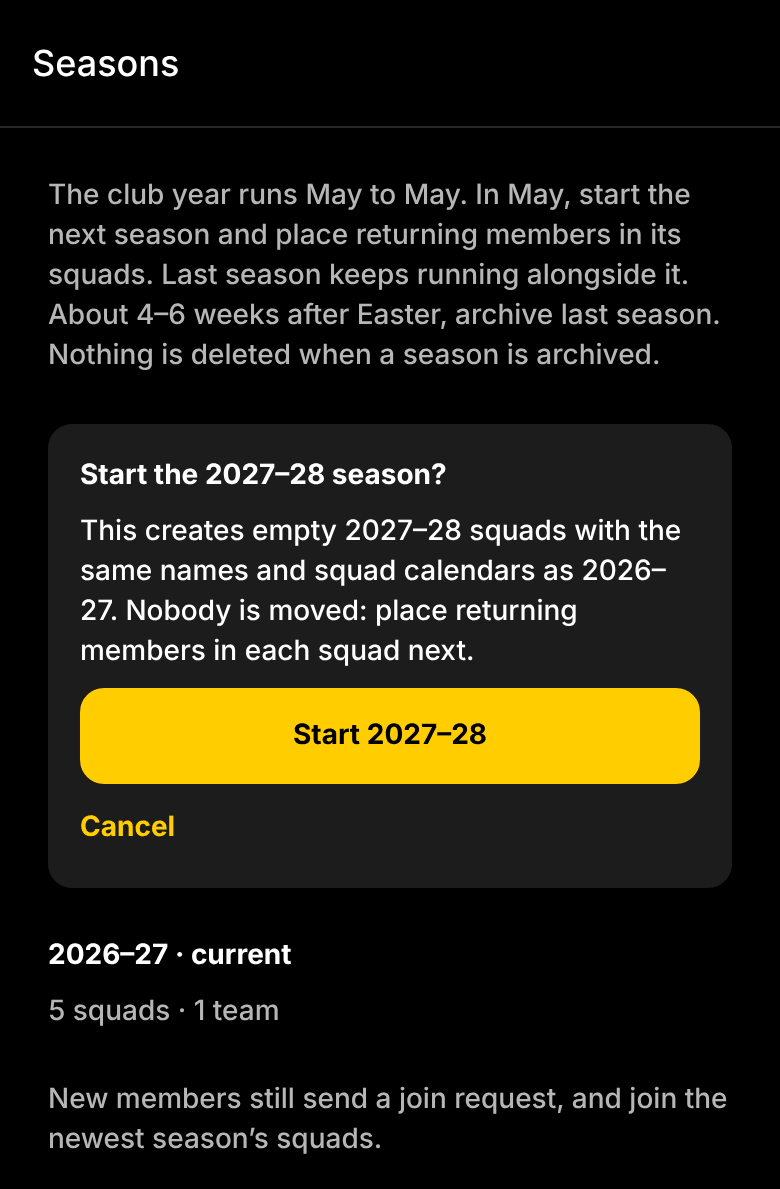 Seasons
The club year runs May to May. In May, start the
next season and place returning members in its
squads. Last season keeps running alongside it.
About 4–6 weeks after Easter, archive last season.
Nothing is deleted when a season is archived.
Start the 2027–28 season?
This creates empty 2027–28 squads with the
same names and squad calendars as 2026–
27. Nobody is moved: place returning
members in each squad next.
Start 2027–28
Cancel
2026–27 · current
5 squads · 1 team
New members still send a join request, and join the
newest season’s squads.